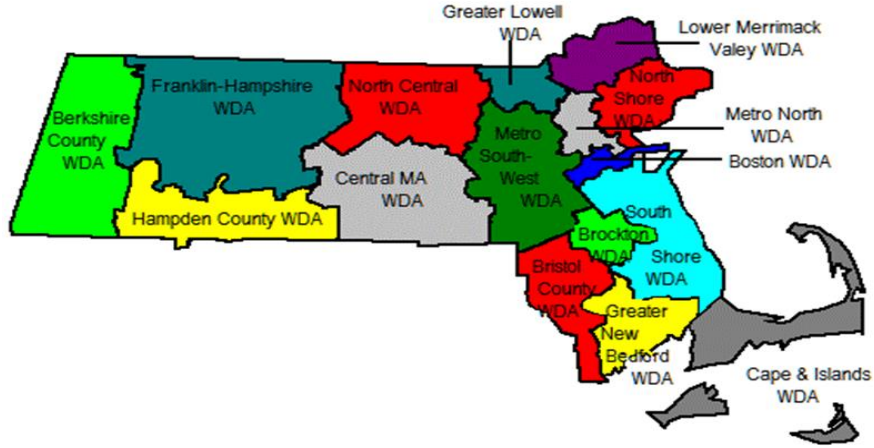 Greater Lowell
WDA
Lower Merrimack
Valey WDA
Franklin-Hampshire
WDA
North Central
WDA
North
Shore
WDA
Berkshire
County
WDA
Metro North
WDA
Metro
South-
West
WDA
Boston WDA
Central MA
WDA
Hampden County WDA
South
Shore
WDA
Brockton
WDA
Bristol
County
WDA
Greater
New
Bedford
WDA
Cape & Islands
WDA